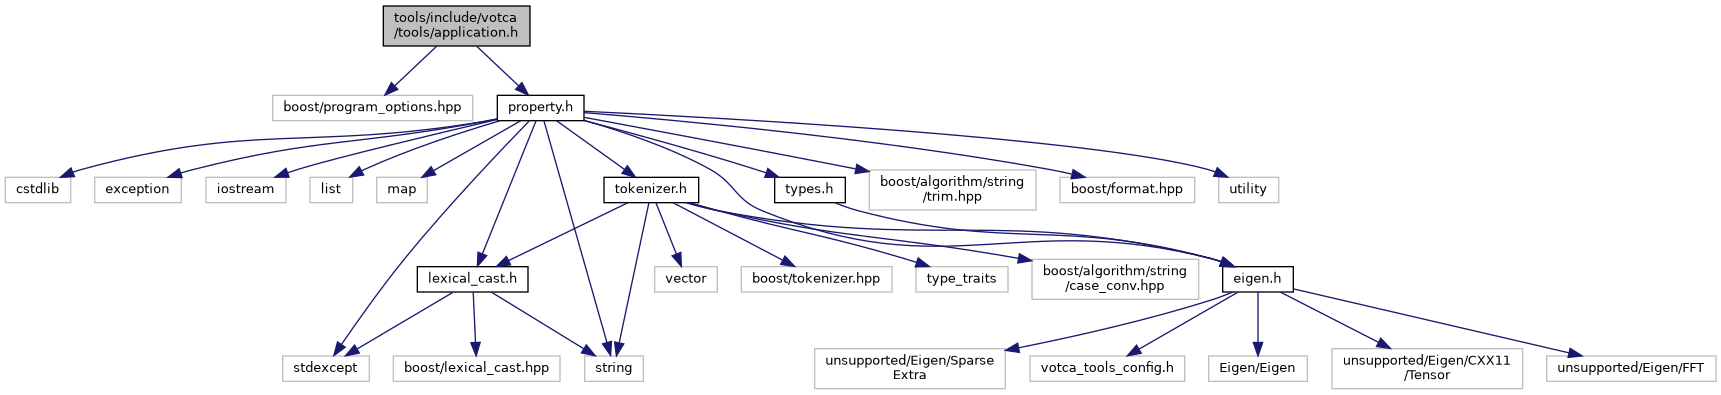 tools/include/votca
/tools/application.h
boost/program_options.hpp
property.h
cstdlib
exception
iostream
list
map
tokenizer.h
types.h
boost/algorithm/string
/trim.hpp
boost/format.hpp
utility
lexical_cast.h
vector
boost/tokenizer.hpp
type_traits
boost/algorithm/string
/case_conv.hpp
eigen.h
stdexcept
boost/lexical_cast.hpp
string
unsupported/Eigen/Sparse
Extra
votca_tools_config.h
Eigen/Eigen
unsupported/Eigen/CXX11
/Tensor
unsupported/Eigen/FFT